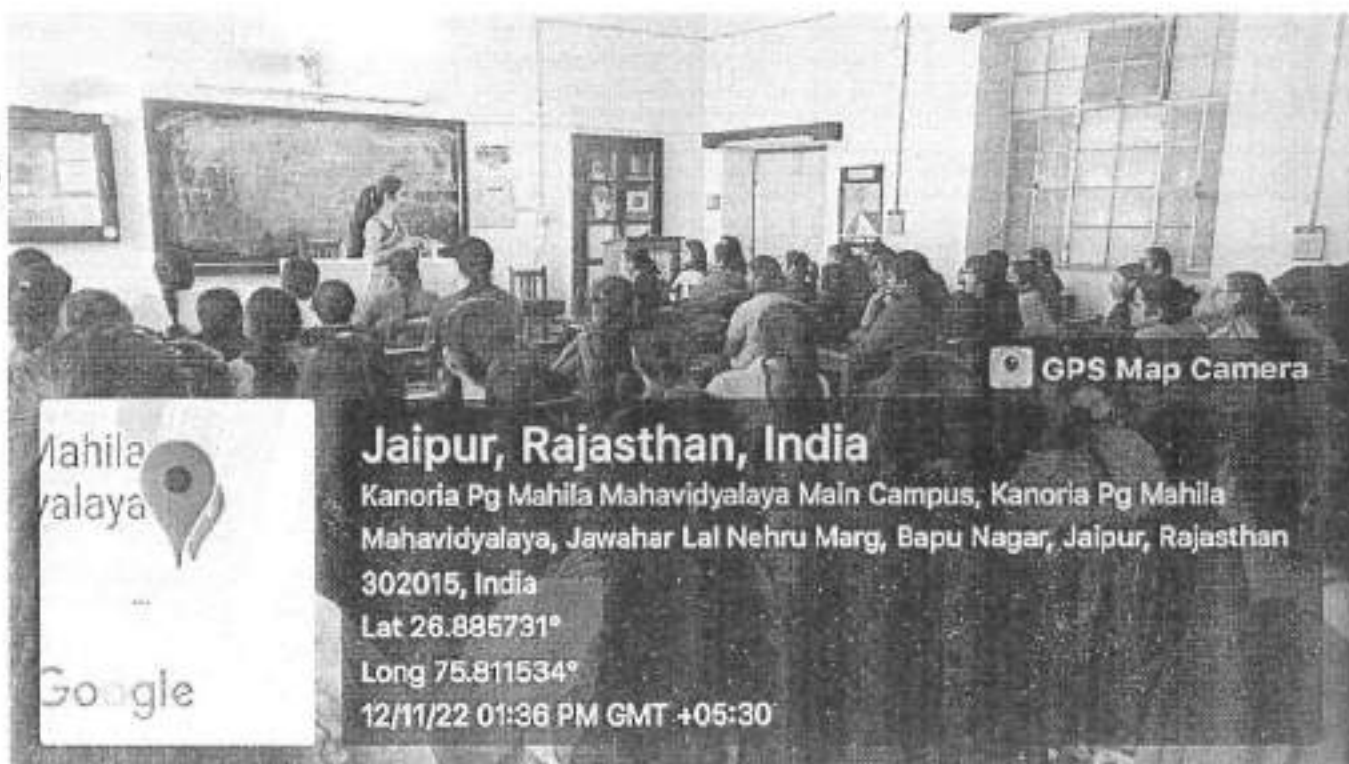 GPS Map Camera
Mahila
yalaya
Google
Jaipur, Rajasthan, India
Kanoria Pg Mahila Mahavidyalaya Main Campus, Kanoria Pg Mahila
Mahavidyalaya, Jawahar Lal Nehru Marg, Bapu Nagar, Jaipur, Rajasthan
302015, India
Lat 26.885731°
Long 75.811534°
12/11/22 01:36 PM GMT +05:30